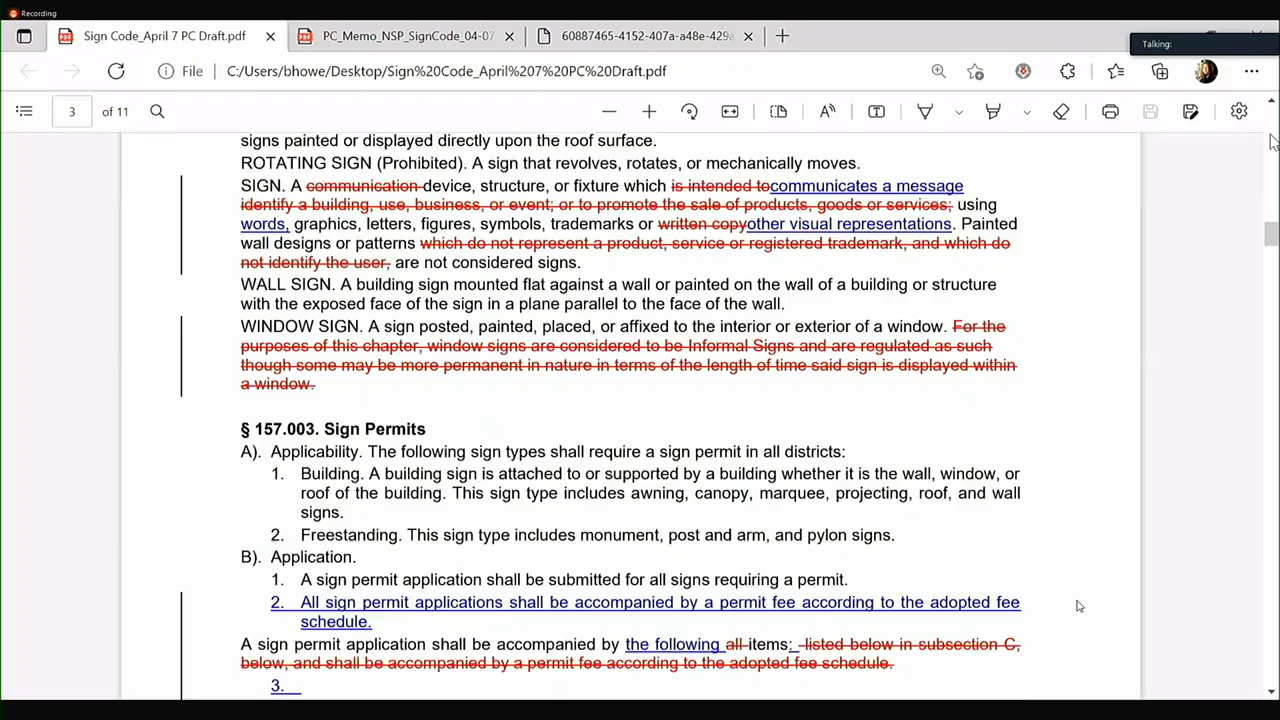 Recording
Sign Code_April 7 PC Draft.pdf
PC_Memo_NSP_SignCode_04-07
60887465-4152-407a-a48e-429a
Talking:
File
C:/Users/bhowe/Desktop/Sign%20Code_April%207%20PC%20Draft.pdf
3 of 11
signs painted or displayed directly upon the roof surface.
ROTATING SIGN (Prohibited). A sign that revolves, rotates, or mechanically moves.
SIGN. A communication device, structure, or fixture which is intended tocommunicates a message
identify a building, use, business, or event; or to promote the sale of products, goods or services; using
words, graphics, letters, figures, symbols, trademarks or written copyother visual representations. Painted
wall designs or patterns which do not represent a product, service or registered trademark, and which do
not identify the user, are not considered signs.
WALL SIGN. A building sign mounted flat against a wall or painted on the wall of a building or structure
with the exposed face of the sign in a plane parallel to the face of the wall.
WINDOW SIGN. A sign posted, painted, placed, or affixed to the interior or exterior of a window. For the
purposes of this chapter, window signs are considered to be Informal Signs and are regulated as such
though some may be more permanent in nature in terms of the length of time said sign is displayed within
a window.
§ 157.003. Sign Permits
A). Applicability. The following sign types shall require a sign permit in all districts:
1. Building. A building sign is attached to or supported by a building whether it is the wall, window, or
roof of the building. This sign type includes awning, canopy, marquee, projecting, roof, and wall
signs.
2. Freestanding. This sign type includes monument, post and arm, and pylon signs.
B). Application.
1. A sign permit application shall be submitted for all signs requiring a permit.
2. All sign permit applications shall be accompanied by a permit fee according to the adopted fee
schedule.
A sign permit application shall be accompanied by the following all items: listed below in subsection C,
below, and shall be accompanied by a permit fee according to the adopted fee schedule.
3.